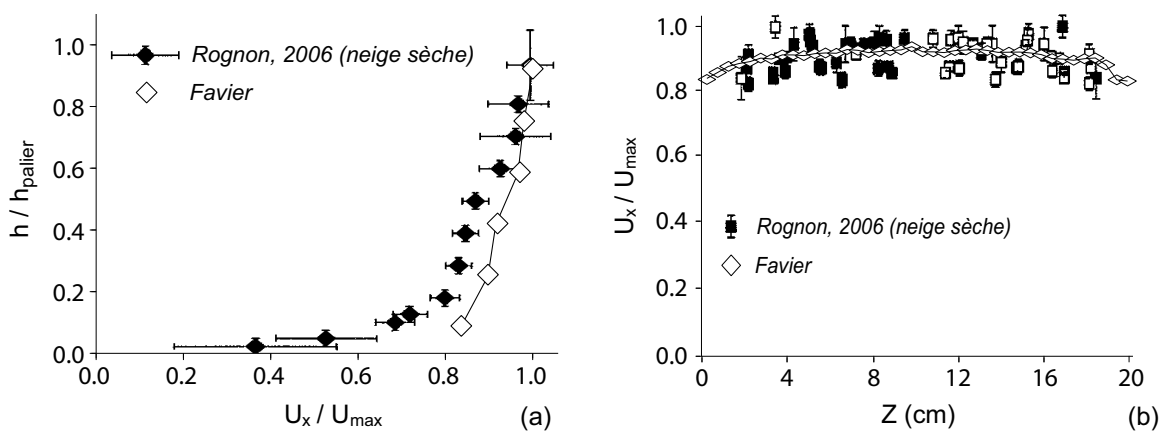 1.0
0.8
0.6
0.4
0.2
0.0
h / h_palier
Rognon, 2006 (neige sèche)
Favier
0.0 0.2 0.4 0.6 0.8 1.0
U_x / U_max
(a)
1.0
0.8
0.6
0.4
0.2
0.0
U_x / U_max
Rognon, 2006 (neige sèche)
Favier
0 4 8 12 16 20
Z (cm)
(b)